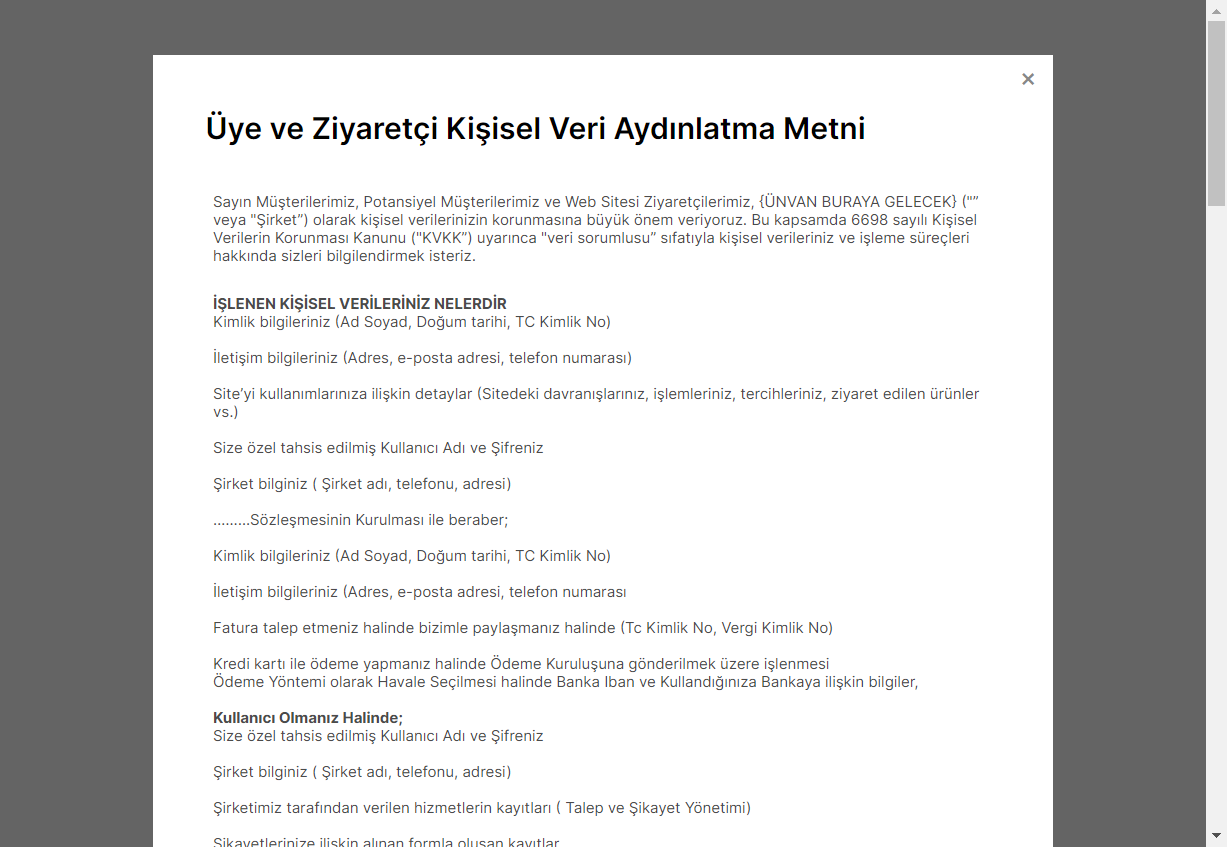 Üye ve Ziyaretçi Kişisel Veri Aydınlatma Metni
Sayın Müşterilerimiz, Potansiyel Müşterilerimiz ve Web Sitesi Ziyaretçilerimiz, {ÜNVAN BURAYA GELECEK} ("”
veya "Şirket”) olarak kişisel verilerinizin korunmasına büyük önem veriyoruz. Bu kapsamda 6698 sayılı Kişisel
Verilerin Korunması Kanunu ("KVKK”) uyarınca "veri sorumlusu” sıfatıyla kişisel verileriniz ve işleme süreçleri
hakkında sizleri bilgilendirmek isteriz.
İŞLENEN KİŞİSEL VERİLERİNİZ NELERDİR
Kimlik bilgileriniz (Ad Soyad, Doğum tarihi, TC Kimlik No)
İletişim bilgileriniz (Adres, e-posta adresi, telefon numarası)
Site’yi kullanımlarınıza ilişkin detaylar (Sitedeki davranışlarınız, işlemleriniz, tercihleriniz, ziyaret edilen ürünler
vs.)
Size özel tahsis edilmiş Kullanıcı Adı ve Şifreniz
Şirket bilginiz ( Şirket adı, telefonu, adresi)
………Sözleşmesinin Kurulması ile beraber;
Kimlik bilgileriniz (Ad Soyad, Doğum tarihi, TC Kimlik No)
İletişim bilgileriniz (Adres, e-posta adresi, telefon numarası
Fatura talep etmeniz halinde bizimle paylaşmanız halinde (Tc Kimlik No, Vergi Kimlik No)
Kredi kartı ile ödeme yapmanız halinde Ödeme Kuruluşuna gönderilmek üzere işlenmesi
Ödeme Yöntemi olarak Havale Seçilmesi halinde Banka Iban ve Kullandığınıza Bankaya ilişkin bilgiler,
Kullanıcı Olmanız Halinde;
Size özel tahsis edilmiş Kullanıcı Adı ve Şifreniz
Şirket bilginiz ( Şirket adı, telefonu, adresi)
Şirketimiz tarafından verilen hizmetlerin kayıtları ( Talep ve Şikayet Yönetimi)
Şikayetlerinize ilişkin alınan formla oluşan kayıtlar